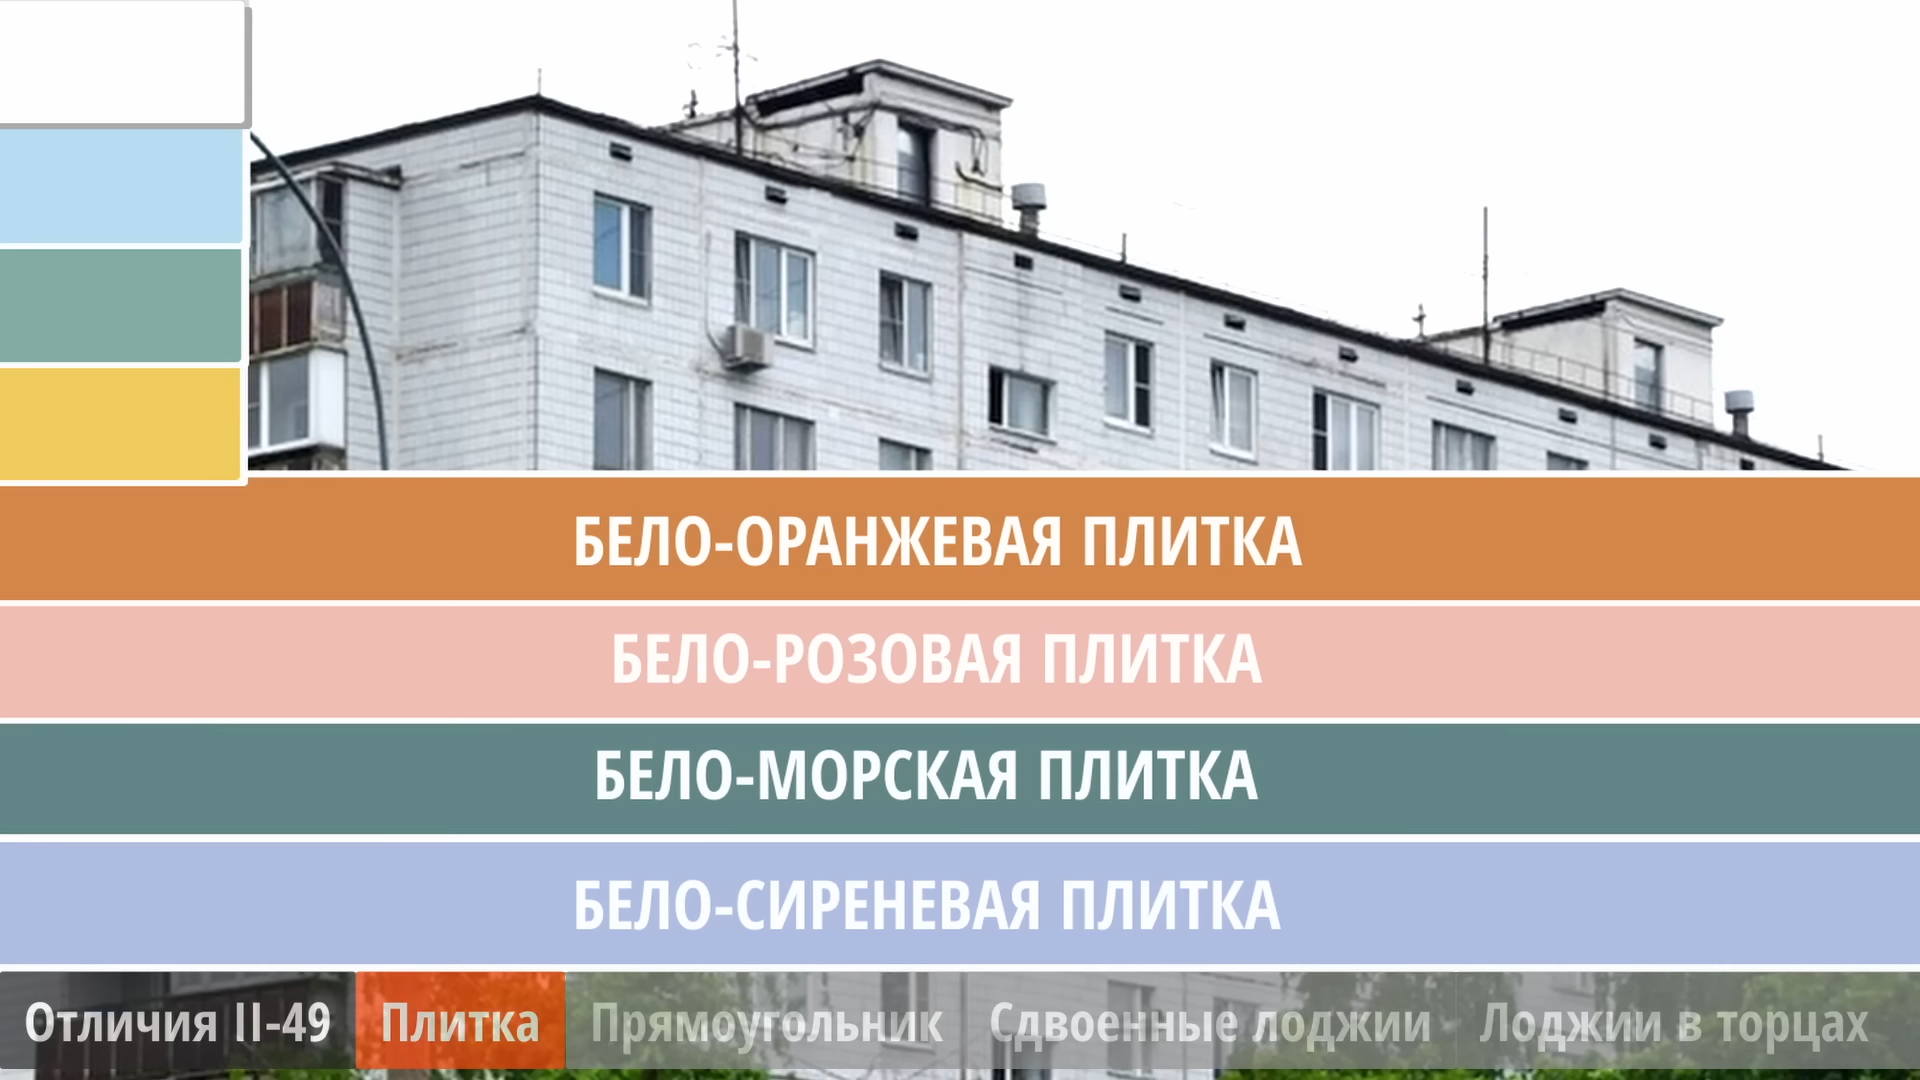 БЕЛО-ОРАНЖЕВАЯ ПЛИТКА
БЕЛО-РОЗОВАЯ ПЛИТКА
БЕЛО-МОРСКАЯ ПЛИТКА
БЕЛО-СИРЕНЕВАЯ ПЛИТКА
Отличия II-49 Плитка Прямоугольник Сдвоенные лоджии Лоджии в торцах